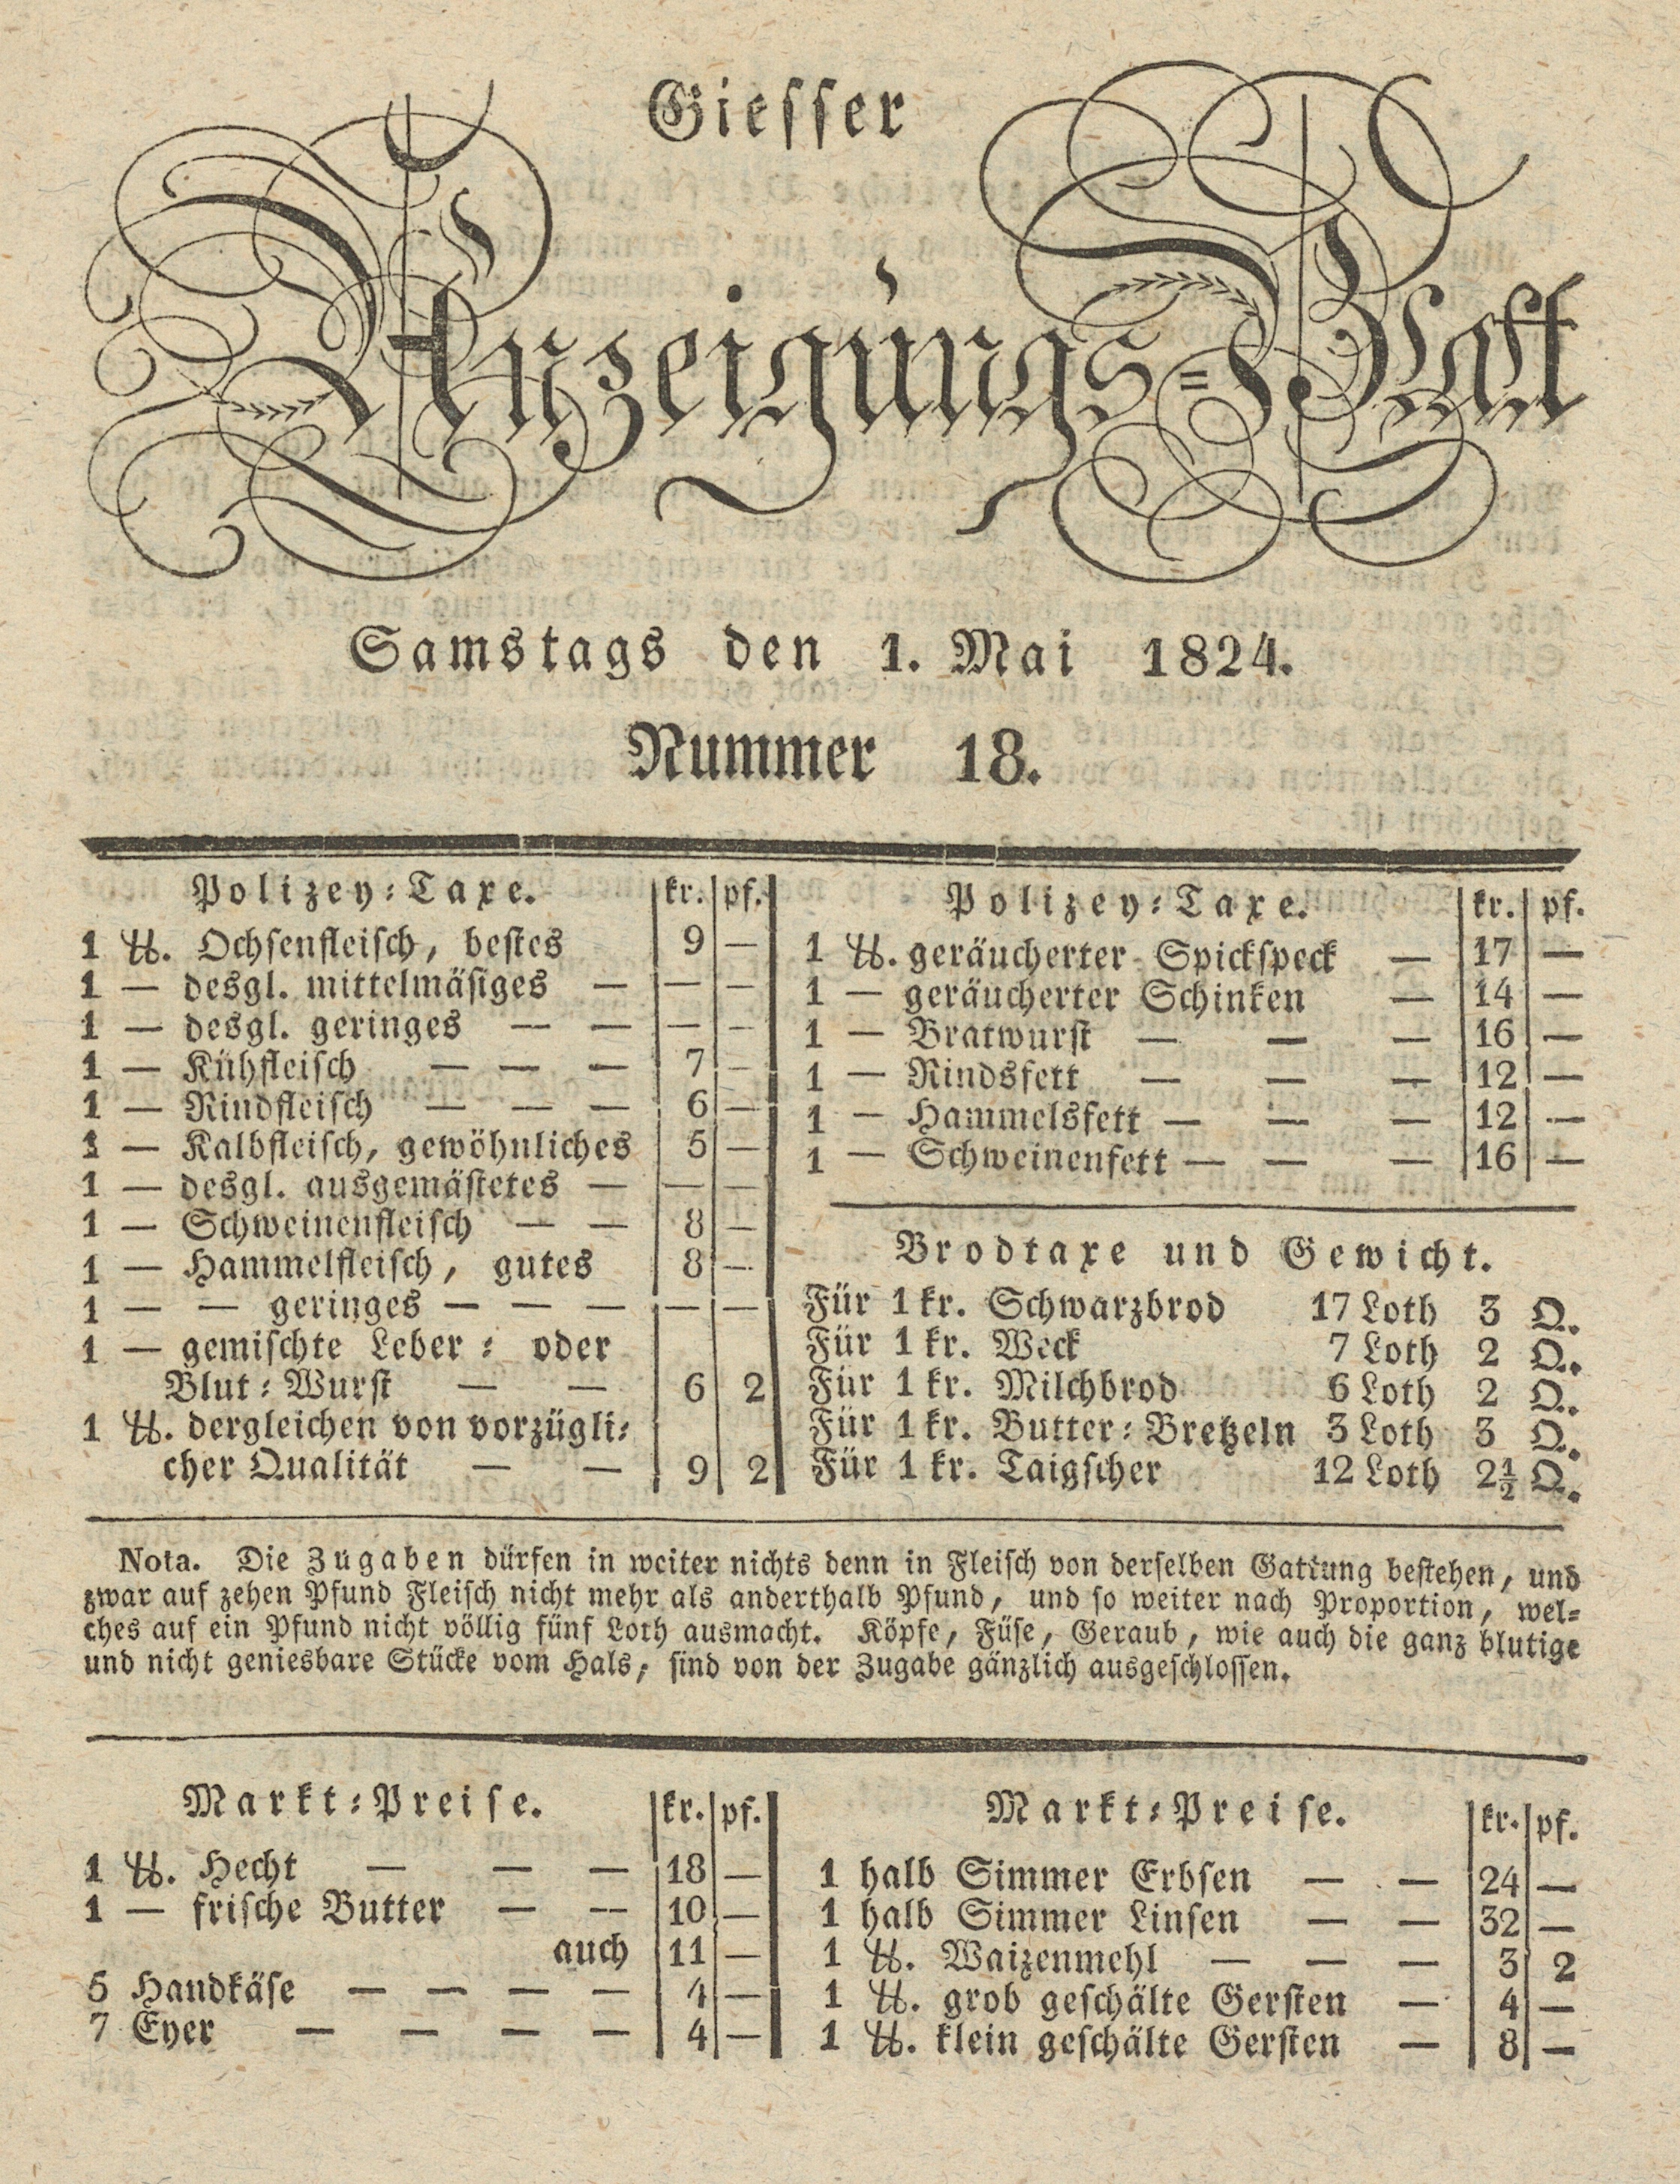 Giesser
Anzeigungs-Blatt
Samstags den 1. Mai 1824.
Nummer 18.
Polizey-Taxe. kr. pf.
1 ℔. Ochsenfleisch, bestes 9 —
1 — desgl. mittelmäsiges — — —
1 — desgl. geringes — — — —
1 — Kühfleisch — — — 7 —
1 — Rindfleisch — — — 6 —
1 — Kalbfleisch, gewöhnliches 5 —
1 — desgl. ausgemästetes — — —
1 — Schweinenfleisch — — 8 —
1 — Hammelfleisch, gutes 8 —
1 — — geringes — — — — —
1 — gemischte Leber- oder
Blut-Wurst — — 6 2
1 ℔. dergleichen von vorzügli-
cher Qualität — — 9 2
Polizey-Taxe. kr. pf.
1 ℔. geräucherter Spickspeck — 17 —
1 — geräucherter Schinken — 14 —
1 — Bratwurst — — — 16 —
1 — Rindsfett — — — 12 —
1 — Hammelsfett — — — 12 —
1 — Schweinenfett — — — 16 —
Brodtaxe und Gewicht.
Für 1 kr. Schwarzbrod 17 Loth 3 Q.
Für 1 kr. Weck 7 Loth 2 Q.
Für 1 kr. Milchbrod 6 Loth 2 Q.
Für 1 kr. Butter-Bretzeln 3 Loth 3 Q.
Für 1 kr. Taigscher 12 Loth 2½ Q.
Nota. Die Zugaben dürfen in weiter nichts denn in Fleisch von derselben Gattung bestehen, und
zwar auf zehen Pfund Fleisch nicht mehr als anderthalb Pfund, und so weiter nach Proportion, wel-
ches auf ein Pfund nicht völlig fünf Loth ausmacht. Köpfe, Füse, Geraub, wie auch die ganz blutige
und nicht geniesbare Stücke vom Hals, sind von der Zugabe gänzlich ausgeschlossen.
Markt-Preise. kr. pf.
1 ℔. Hecht — — — 18 —
1 — frische Butter — — 10 —
auch 11 —
5 Handkäse — — — — 4 —
7 Eyer — — — — 4 —
Markt-Preise. kr. pf.
1 halb Simmer Erbsen — — 24 —
1 halb Simmer Linsen — — 32 —
1 ℔. Waizenmehl — — — 3 2
1 ℔. grob geschälte Gersten — 4 —
1 ℔. klein geschälte Gersten — 8 —